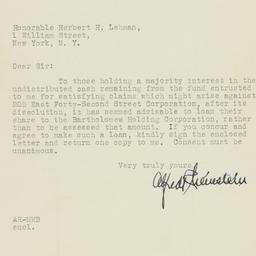 Honorable Herbert H. Lehman,
1 William Street,
New York, N. Y.
Dear Sir:
To those holding a majority interest in the
undistributed cash remaining from the fund entrusted
to me for satisfying claims which might arise against
205 East Forty-Second Street Corporation, after its
dissolution, it has seemed advisable to loan their
share to the Bartholomew Holding Corporation, rather
than to be assessed that amount. If you concur and
agree to make such a loan, kindly sign the enclosed
letter and return one copy to me. Consent must be
unanimous.
Very truly yours,
Alfred
AR-MMB
encl.